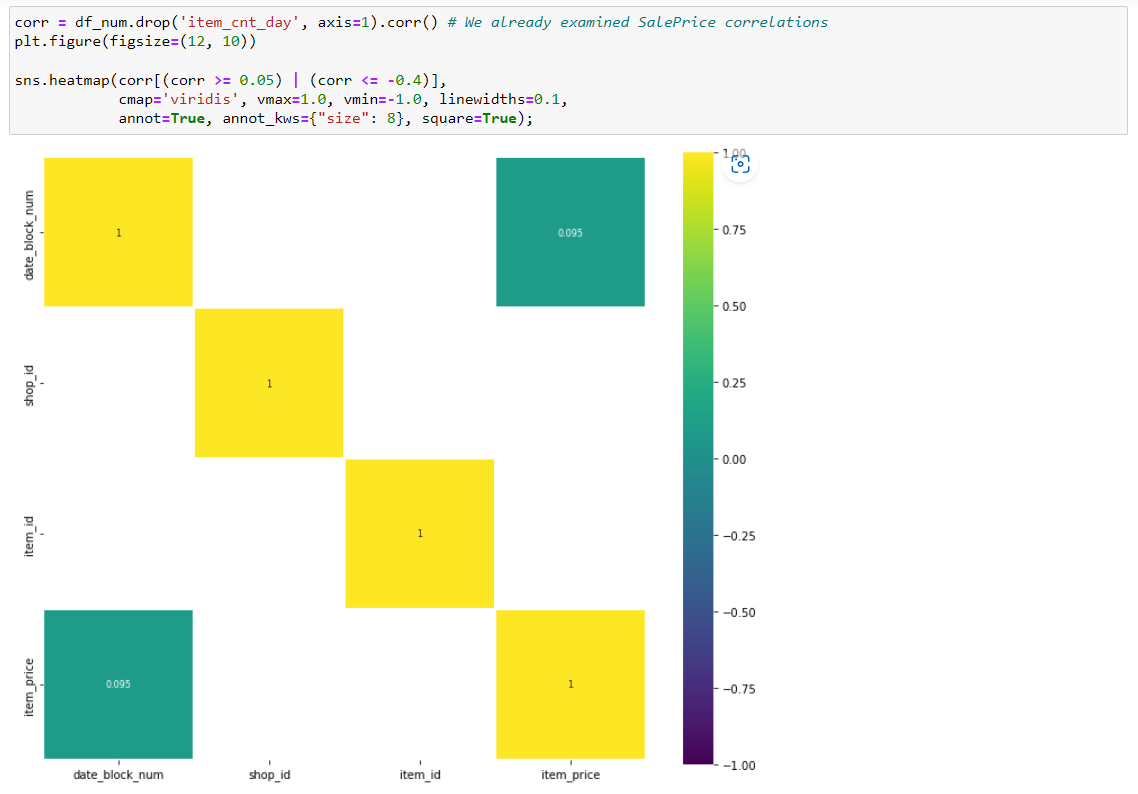 corr = df_num.drop('item_cnt_day', axis=1).corr() # We already examined SalePrice correlations
plt.figure(figsize=(12, 10))
sns.heatmap(corr[(corr >= 0.05) | (corr <= -0.4)],
cmap='viridis', vmax=1.0, vmin=-1.0, linewidths=0.1,
annot=True, annot_kws={"size": 8}, square=True);
date_block_num
1
0.095
shop_id
1
item_id
1
item_price
0.095
1
date_block_num
shop_id
item_id
item_price
1.00
0.75
0.50
0.25
0.00
−0.25
−0.50
−0.75
−1.00